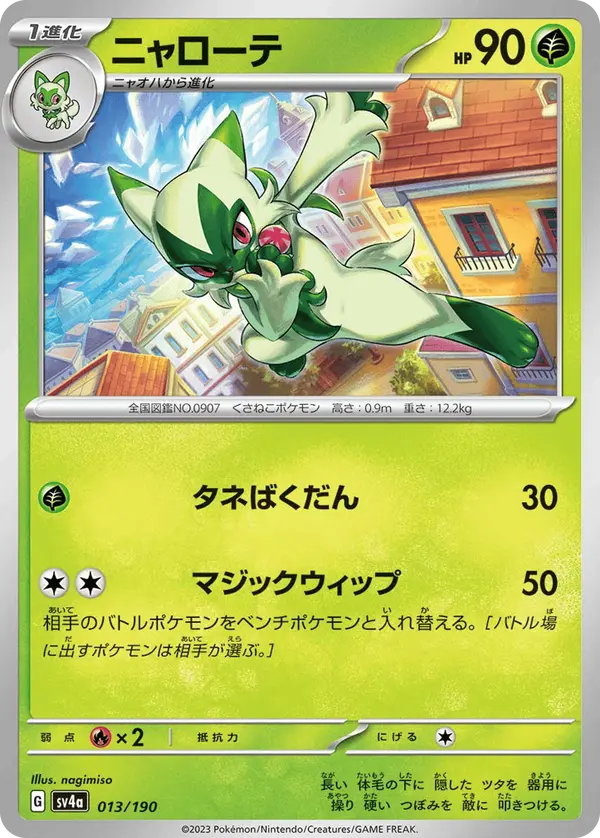 1進化
ニャローテ
HP90
ニャオハから進化
全国図鑑NO.0907 くさねこポケモン 高さ:0.9m 重さ:12.2kg
タネばくだん 30
マジックウィップ 50
相手のバトルポケモンをベンチポケモンと入れ替える。[バトル場
に出すポケモンは相手が選ぶ。]
弱点 ×2 抵抗力 にげる
Illus. nagimiso
G sv4a 013/190
長い 体毛の下に 隠した ツタを 器用に
操り 硬い つぼみを 敵に 叩きつける。
©2023 Pokémon/Nintendo/Creatures/GAME FREAK.